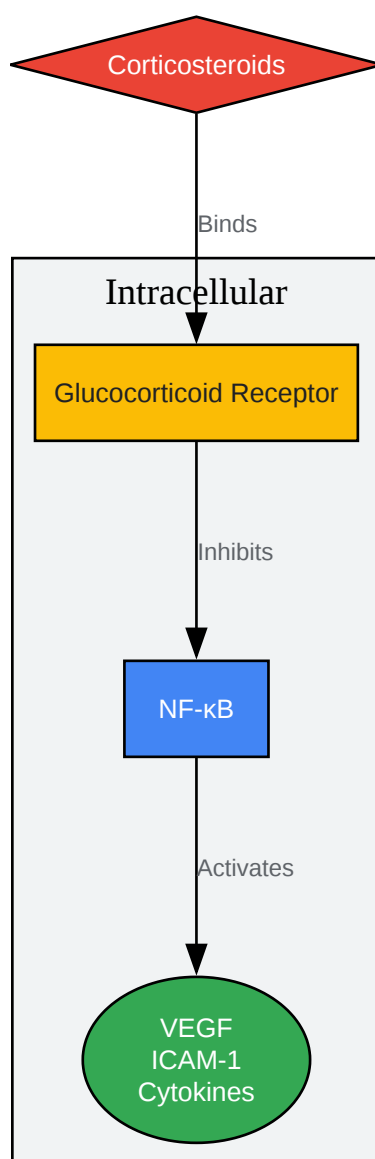 Corticosteroids
Binds
Intracellular
Glucocorticoid Receptor
Inhibits
NF-κB
Activates
VEGF
ICAM-1
Cytokines